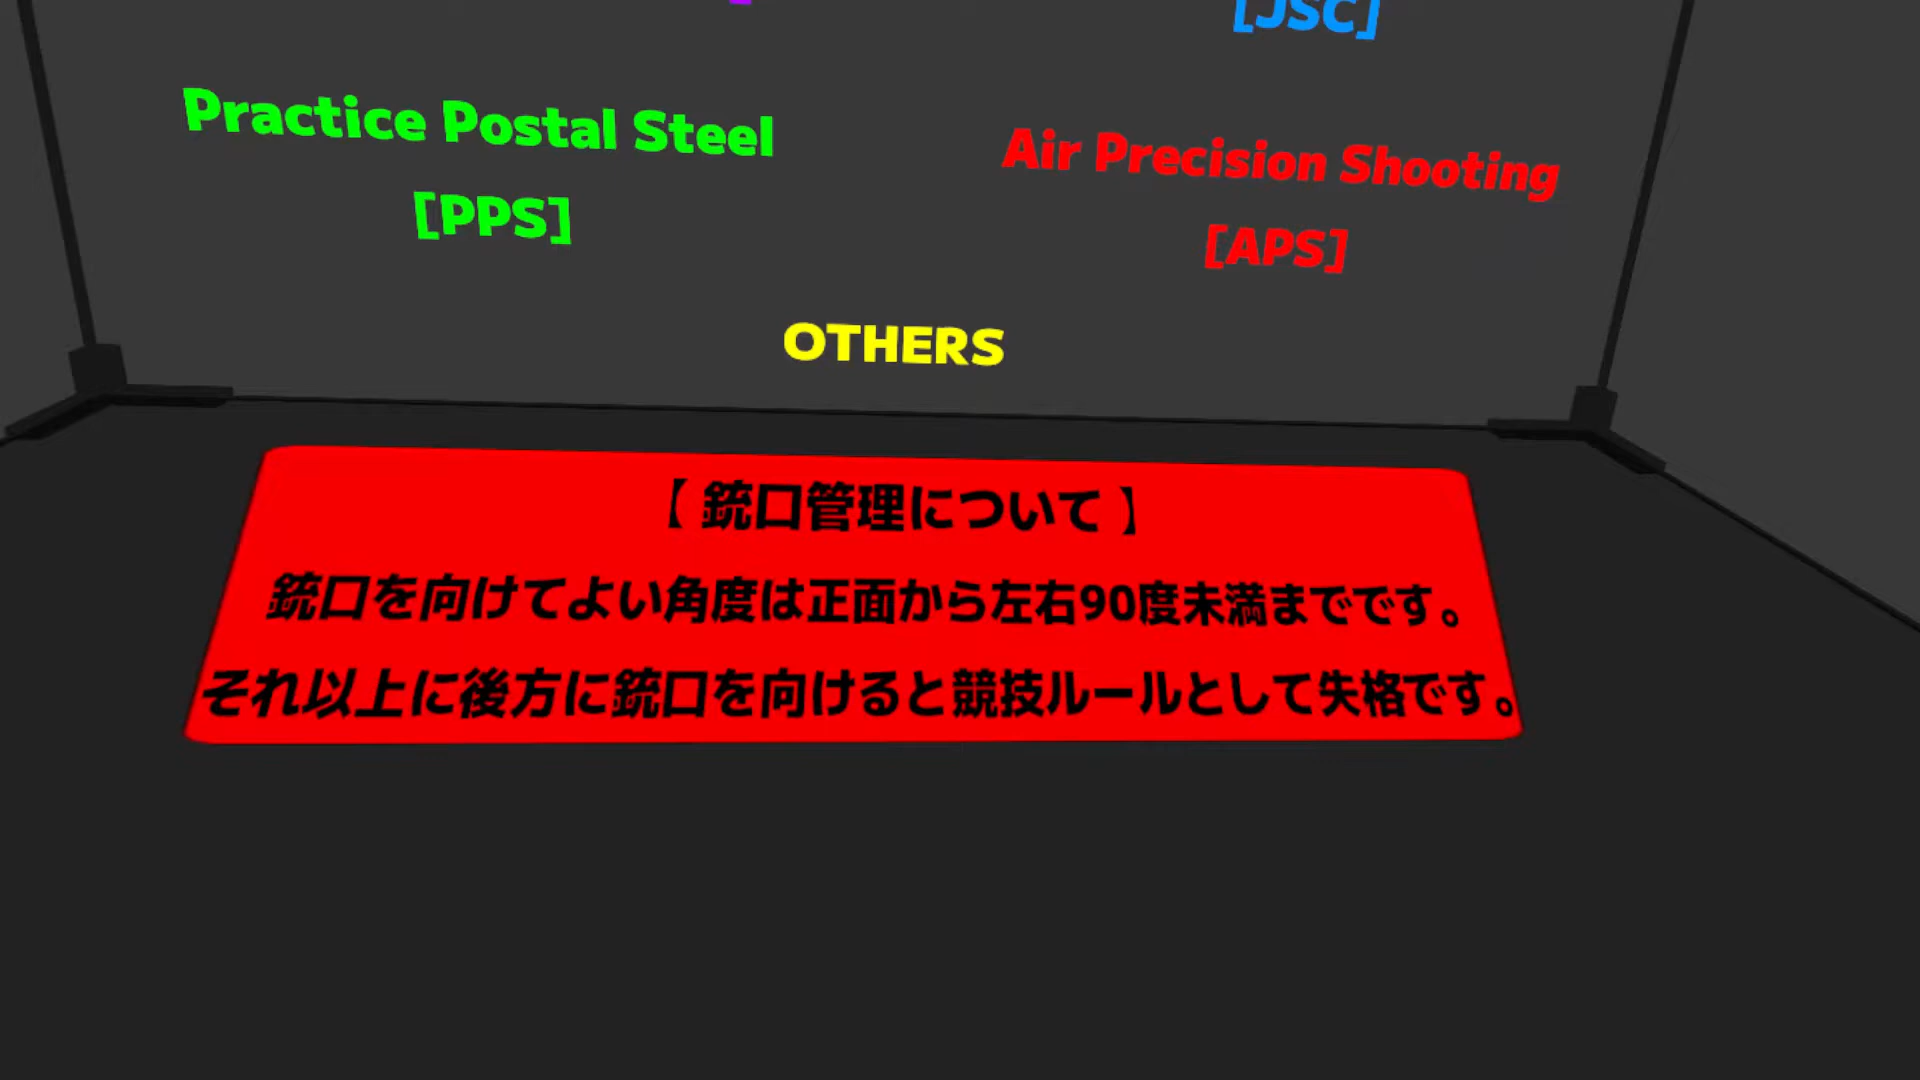 [JSC]
Practice Postal Steel
[PPS]
Air Precision Shooting
[APS]
OTHERS
【 銃口管理について 】
銃口を向けてよい角度は正面から左右90度未満までです。
それ以上に後方に銃口を向けると競技ルールとして失格です。